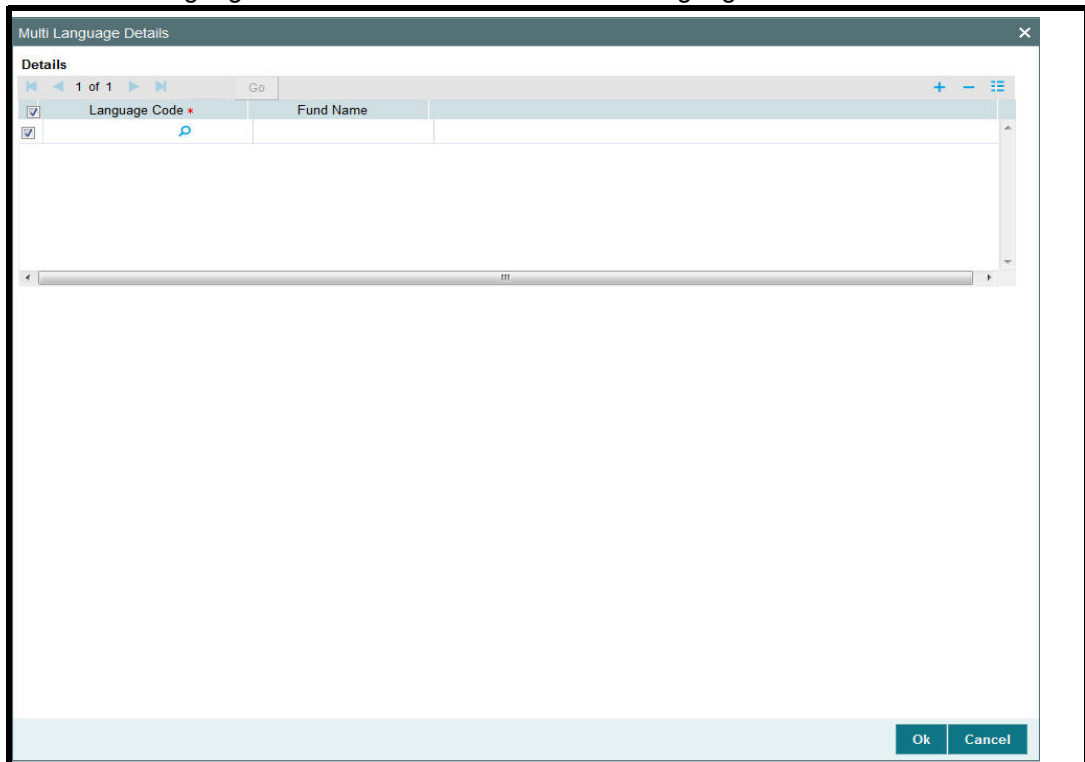 Multi Language Details
Details
1 of 1 Go
Language Code * Fund Name
Ok Cancel